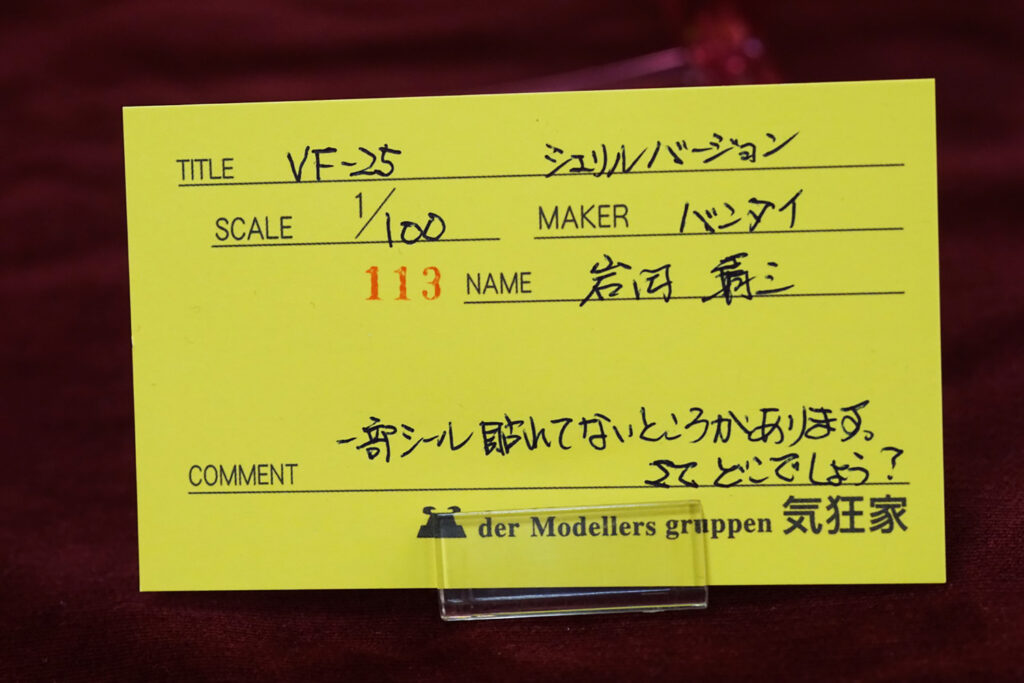 TITLE VF-25 シェリルバージョン
SCALE 1/100 MAKER バンダイ
113 NAME 岩岡 三
一部シール貼れてないところがあります。
COMMENT さて どこでしょう?
der Modellers gruppen 気狂家